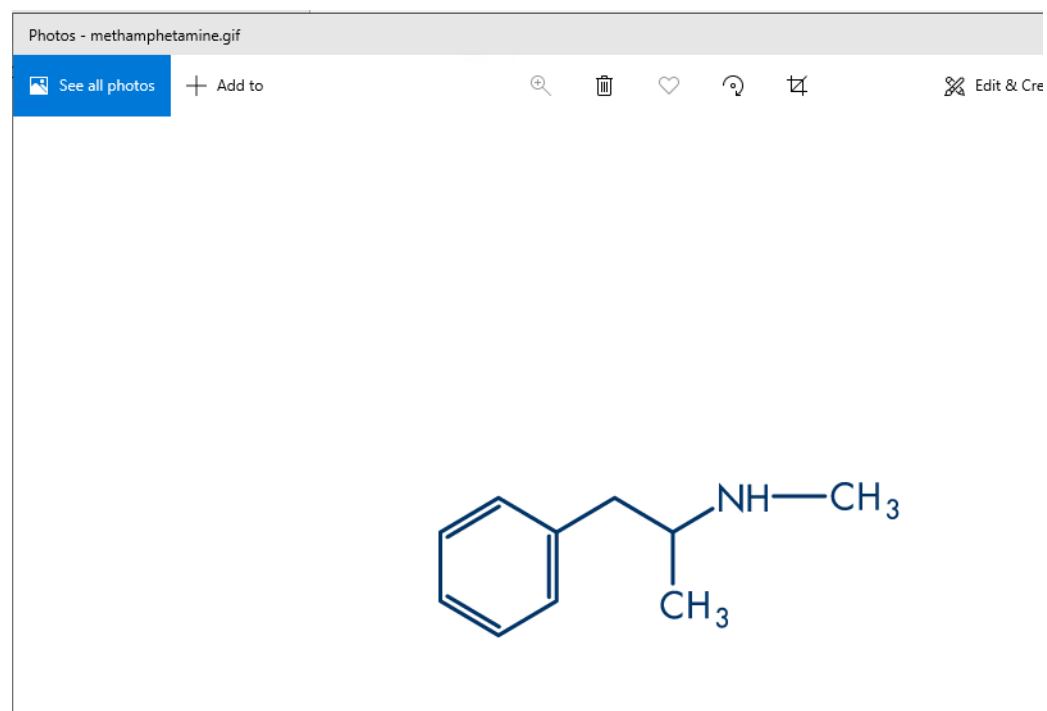 Photos - methamphetamine.gif
See all photos
Add to
Edit & Cre
NH
CH3
CH3